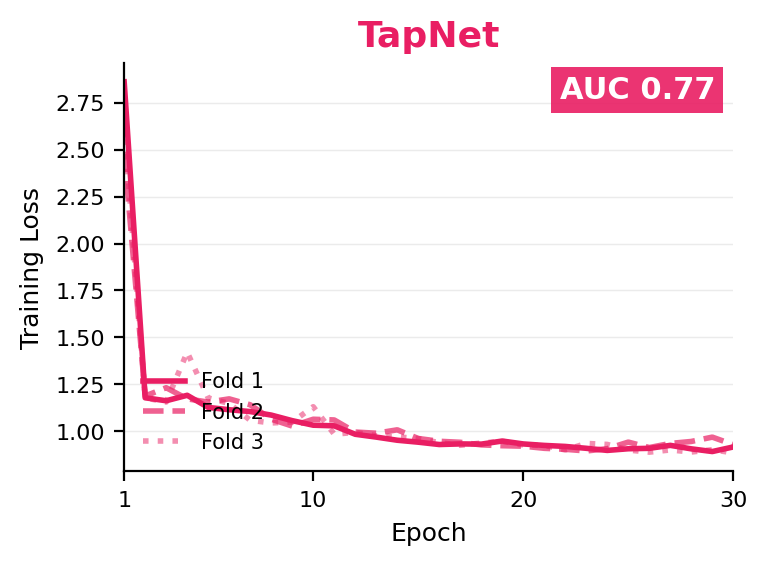 TapNet
AUC 0.77
Training Loss
2.75
2.50
2.25
2.00
1.75
1.50
1.25
1.00
Fold 1
Fold 2
Fold 3
1
10
20
30
Epoch